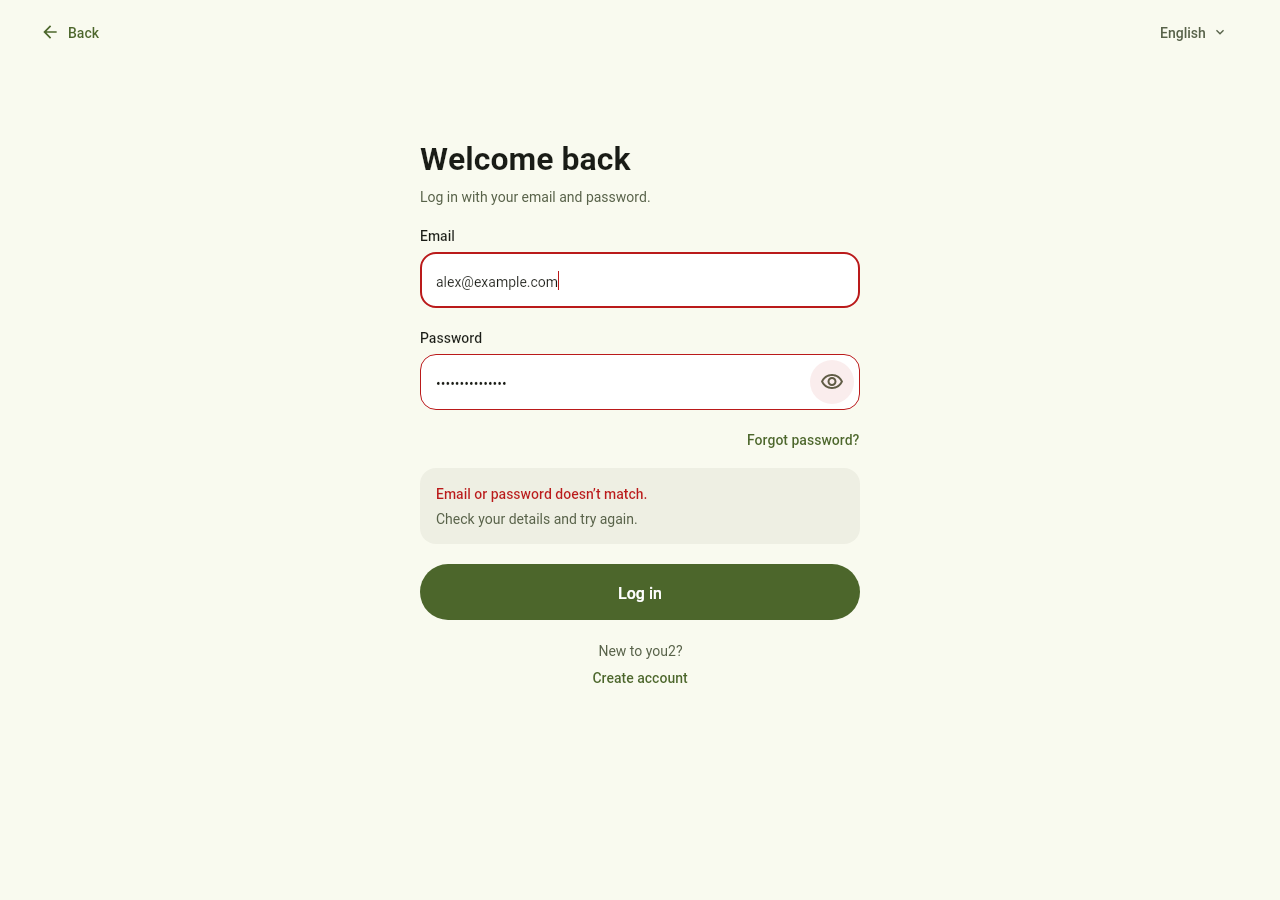 Back
English
Welcome back
Log in with your email and password.
Email
alex@example.com
Password
•••••••••••••••
Forgot password?
Email or password doesn’t match.
Check your details and try again.
Log in
New to you2?
Create account